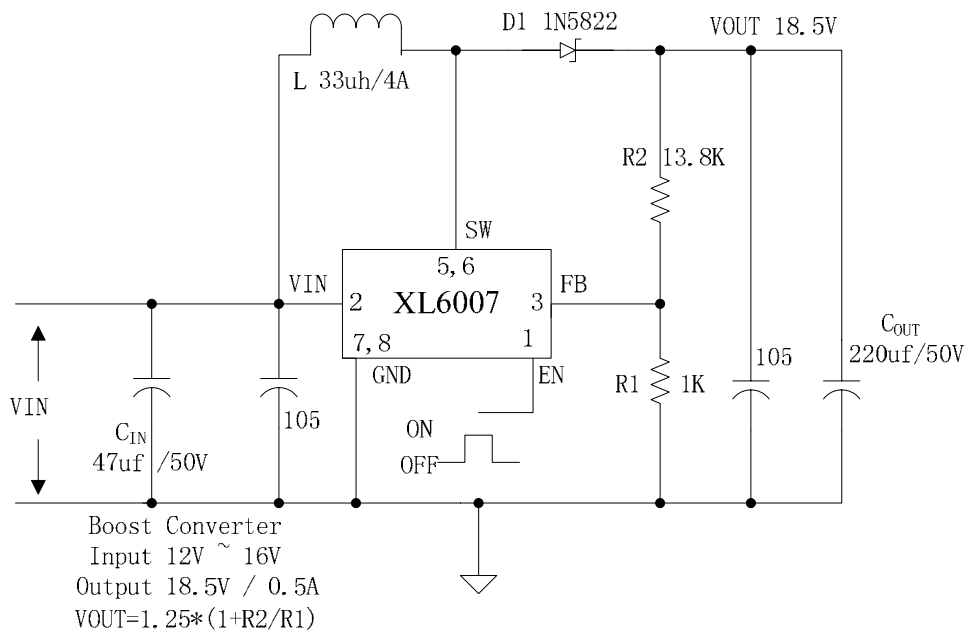 D1 1N5822
VOUT 18.5V
L 33uh/4A
R2 13.8K
SW
5,6
VIN
2
XL6007
3
FB
7,8
1
GND
EN
COUT
220uf/50V
105
R1
1K
VIN
CIN
47uf /50V
105
ON
OFF
Boost Converter
Input 12V ~ 16V
Output 18.5V / 0.5A
VOUT=1.25*(1+R2/R1)